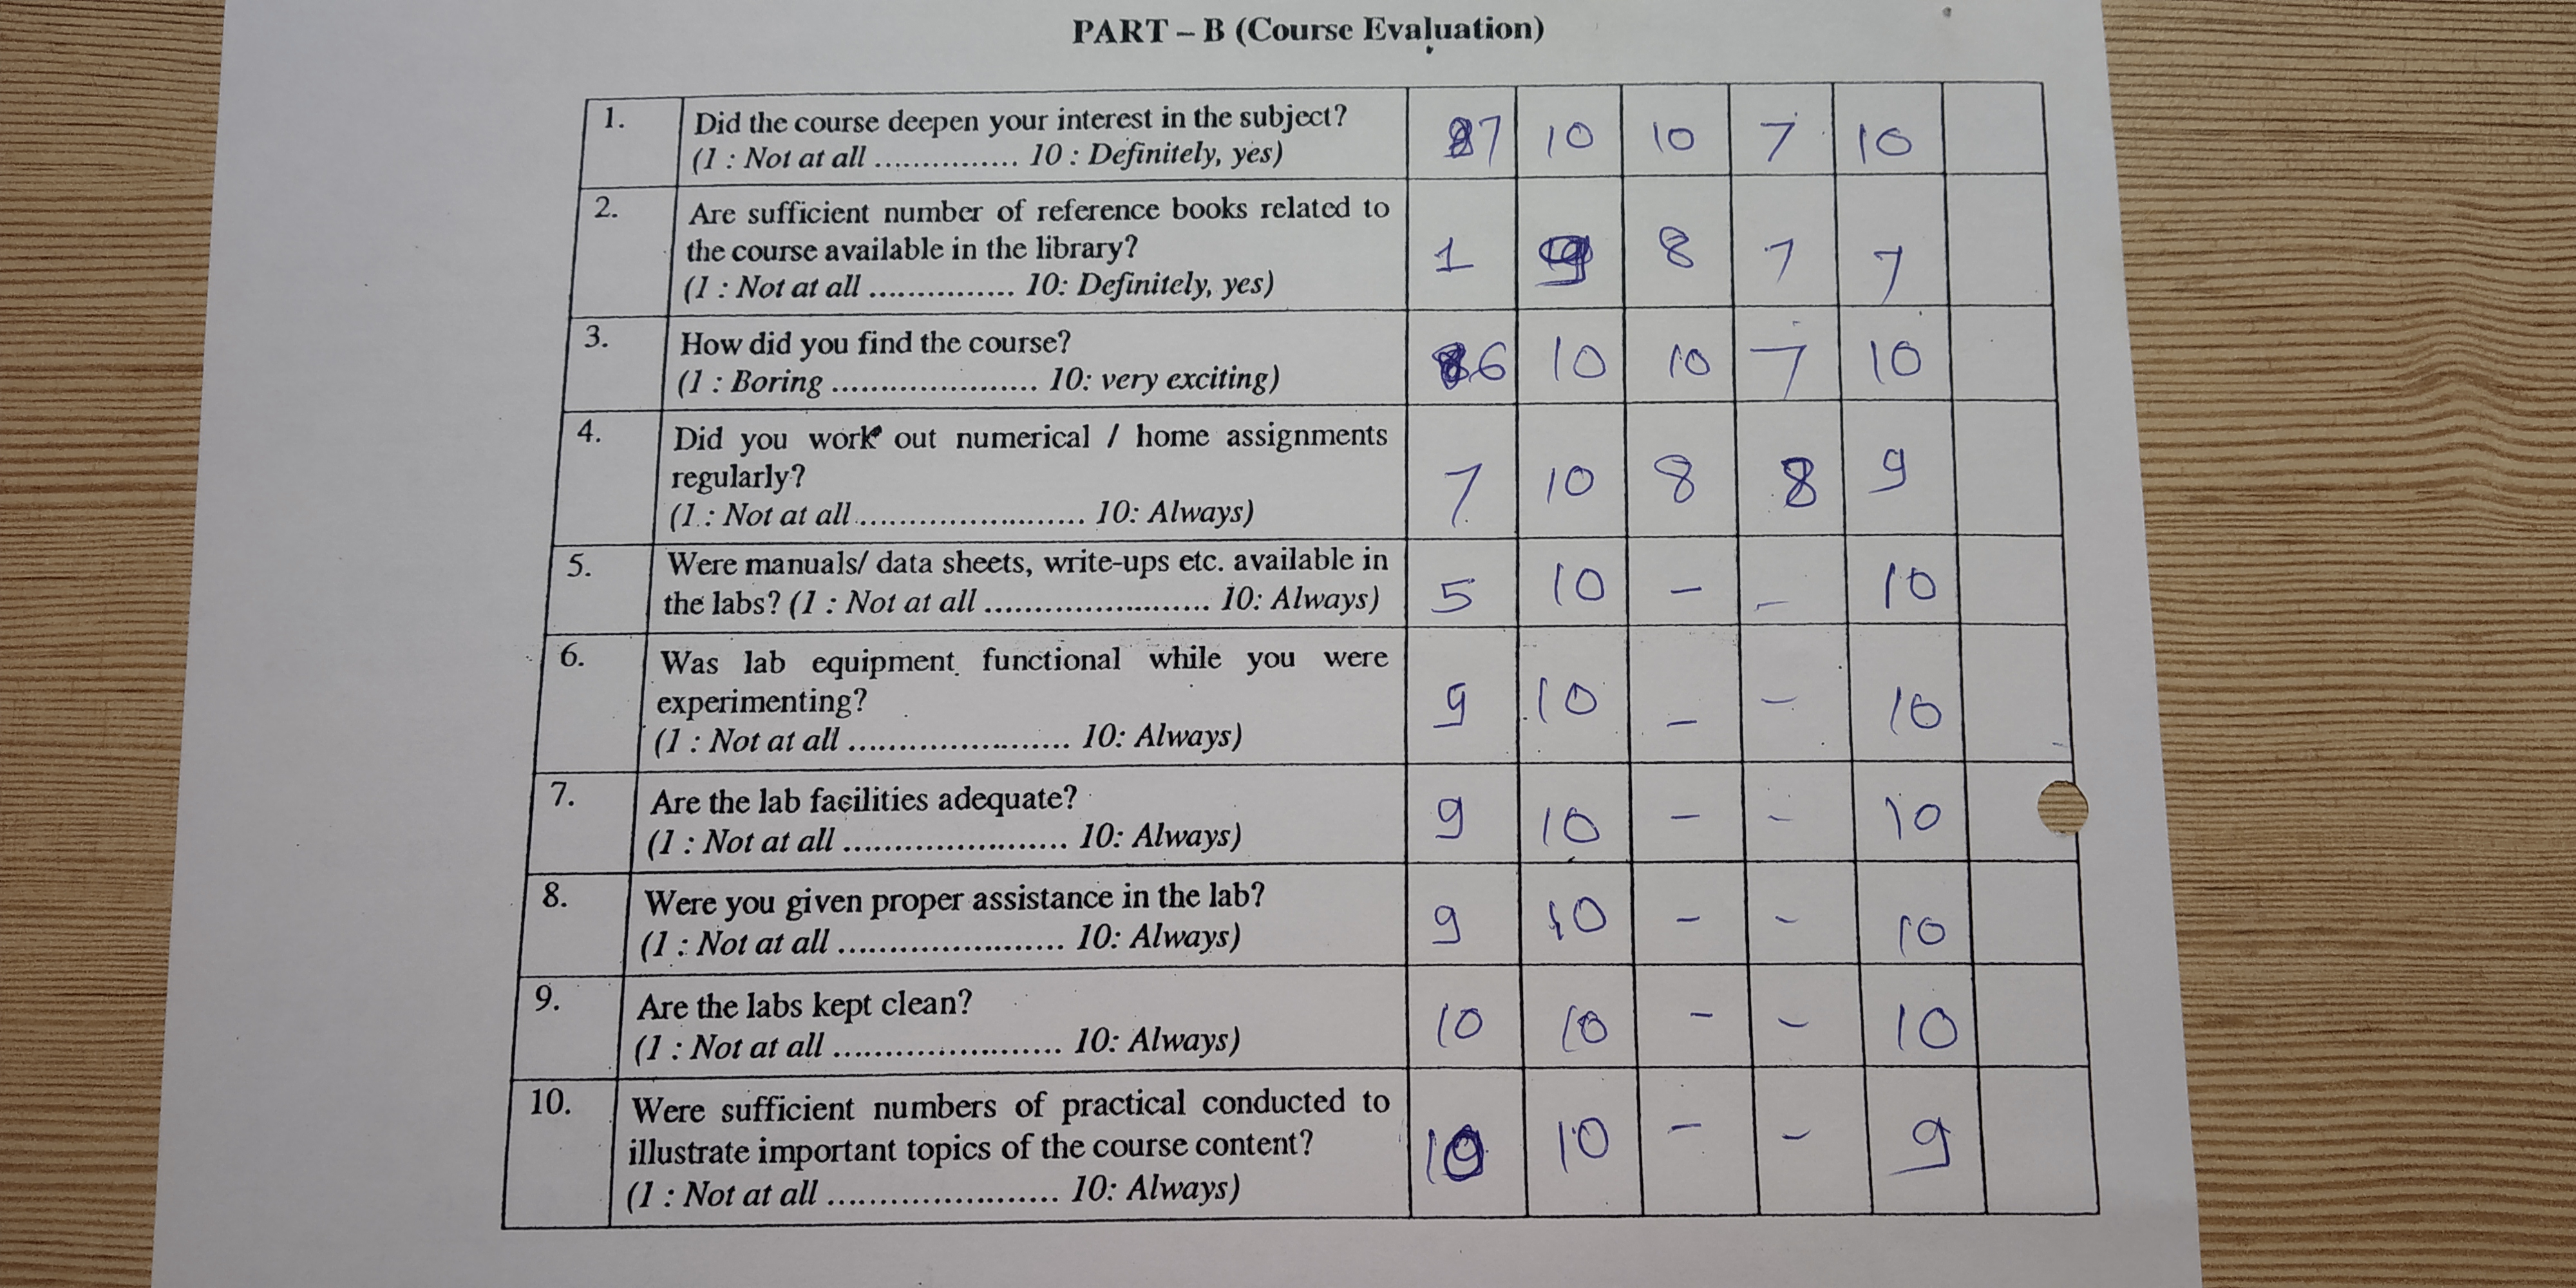 PART – B (Course Evaluation)
1. Did the course deepen your interest in the subject? 7 10 10 7 10
(1 : Not at all ............... 10 : Definitely, yes)
2. Are sufficient number of reference books related to
the course available in the library? 1 9 8 7 7
(1 : Not at all ............... 10: Definitely, yes)
3. How did you find the course? 6 10 10 7 10
(1 : Boring ..................... 10: very exciting)
4. Did you work out numerical / home assignments
regularly? 7 10 8 8 9
(1 : Not at all ....................... 10: Always)
5. Were manuals/ data sheets, write-ups etc. available in
the labs? (1 : Not at all ....................... 10: Always) 5 10 – – 10
6. Was lab equipment functional while you were
experimenting? 9 10 – – 10
(1 : Not at all ....................... 10: Always)
7. Are the lab facilities adequate? 9 10 – – 10
(1 : Not at all ....................... 10: Always)
8. Were you given proper assistance in the lab? 9 10 – – 10
(1 : Not at all ....................... 10: Always)
9. Are the labs kept clean? 10 10 – – 10
(1 : Not at all ....................... 10: Always)
10. Were sufficient numbers of practical conducted to
illustrate important topics of the course content? 10 10 – – 9
(1 : Not at all ........................ 10: Always)